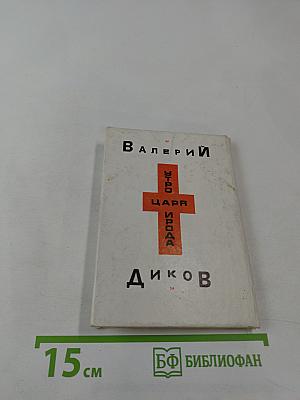 ВАЛЕРИЙ
УТРО
ЦАРЯ
ИРОДА
ДИКОВ
15 см
БФ БИБЛИОФАН